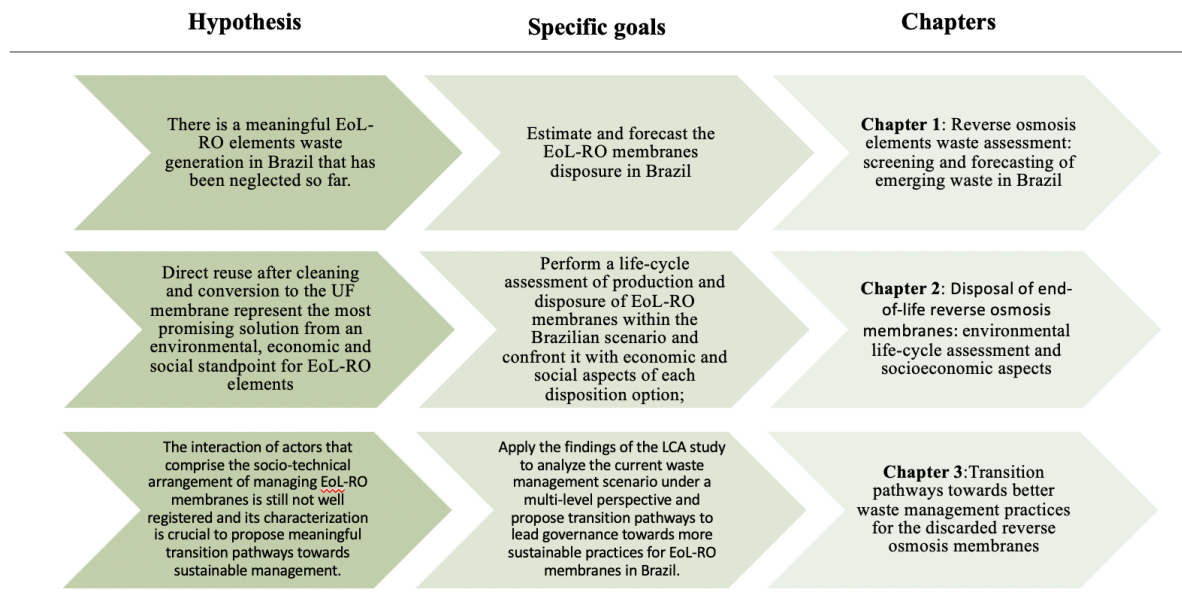 Hypothesis
Specific goals
Chapters
There is a meaningful EoL-
RO elements waste
generation in Brazil that has
been neglected so far.
Estimate and forecast the
EoL-RO membranes
disposure in Brazil
Chapter 1: Reverse osmosis
elements waste assessment:
screening and forecasting of
emerging waste in Brazil
Direct reuse after cleaning
and conversion to the UF
membrane represent the most
promising solution from an
environmental, economic and
social standpoint for EoL-RO
elements
Perform a life-cycle
assessment of production and
disposure of EoL-RO
membranes within the
Brazilian scenario and
confront it with economic and
social aspects of each
disposition option;
Chapter 2: Disposal of end-
of-life reverse osmosis
membranes: environmental
life-cycle assessment and
socioeconomic aspects
The interaction of actors that
comprise the socio-technical
arrangement of managing EoL-RO
membranes is still not well
registered and its characterization
is crucial to propose meaningful
transition pathways towards
sustainable management.
Apply the findings of the LCA study
to analyze the current waste
management scenario under a
multi-level perspective and
propose transition pathways to
lead governance towards more
sustainable practices for EoL-RO
membranes in Brazil.
Chapter 3:Transition
pathways towards better
waste management practices
for the discarded reverse
osmosis membranes